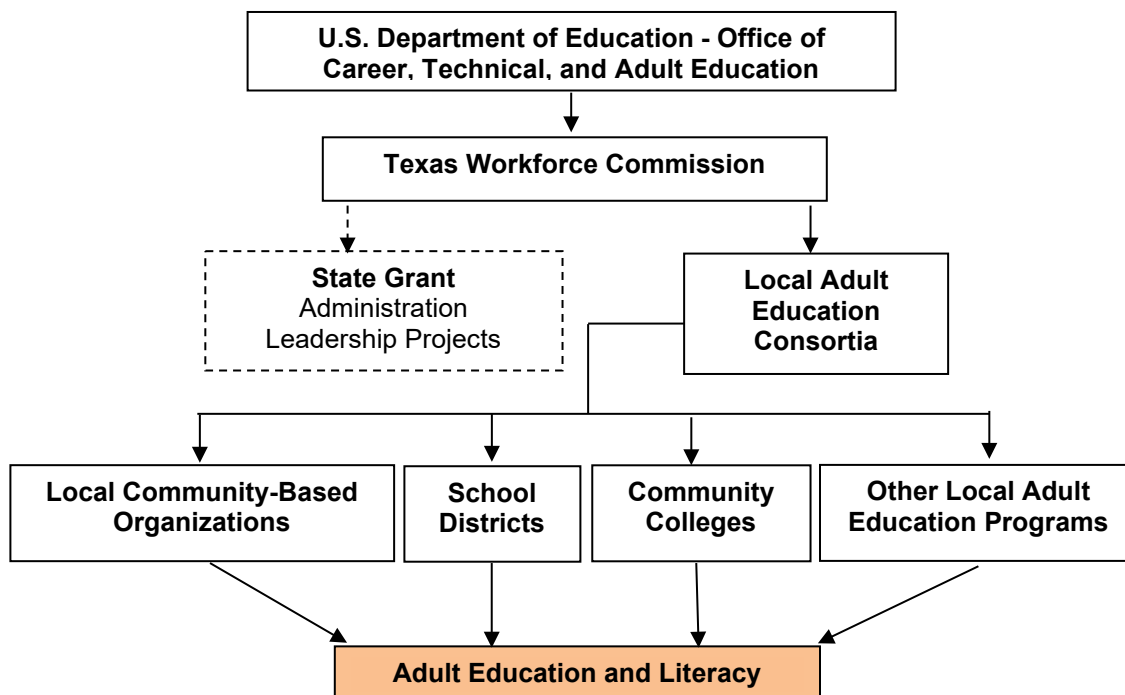 U.S. Department of Education - Office of
Career, Technical, and Adult Education
Texas Workforce Commission
State Grant
Administration
Leadership Projects
Local Adult
Education
Consortia
Local Community-Based
Organizations
School
Districts
Community
Colleges
Other Local Adult
Education Programs
Adult Education and Literacy